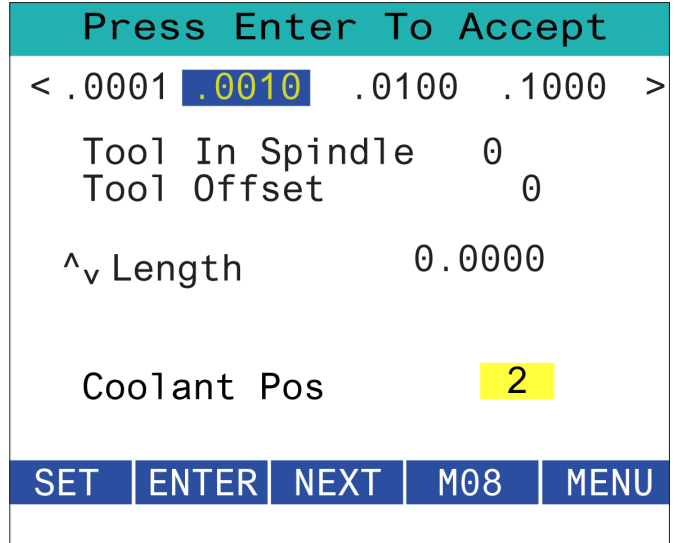 Press Enter To Accept
< .0001 .0010 .0100 .1000 >
Tool In Spindle 0
Tool Offset 0
^v Length 0.0000
Coolant Pos 2
SET ENTER NEXT M08 MENU